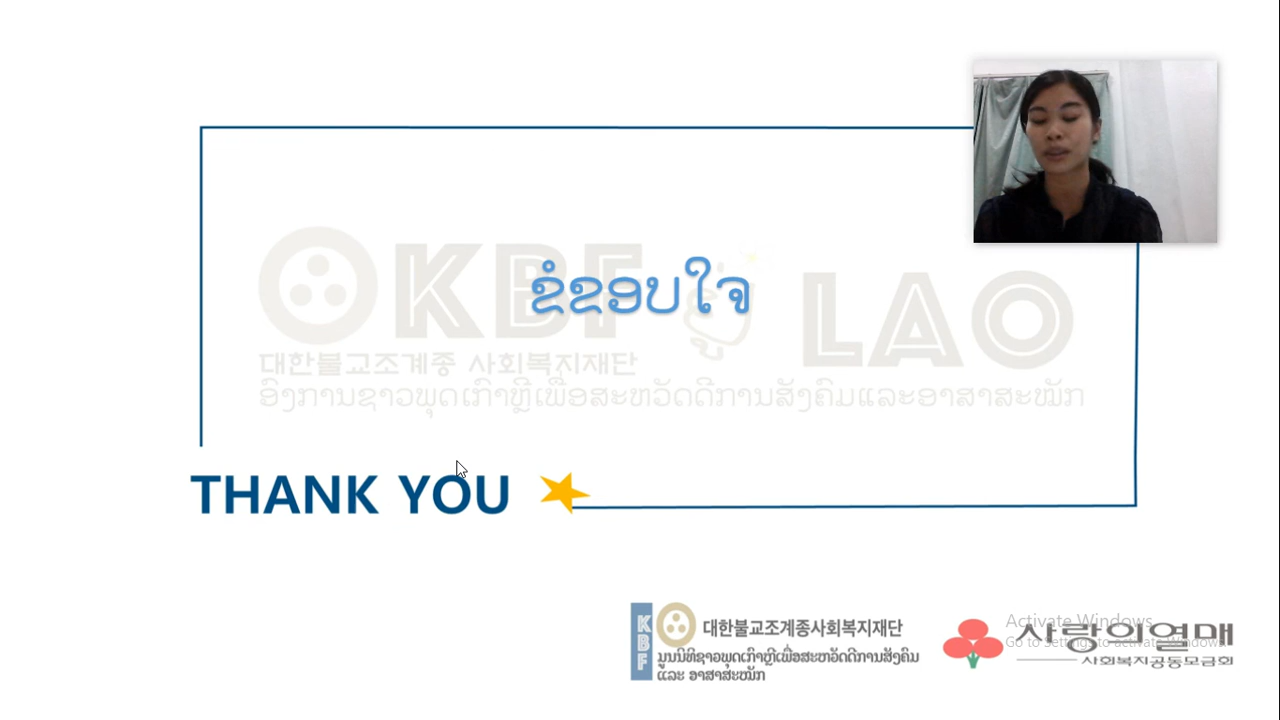 KBF LAO
ຂໍຂອບໃຈ
대한불교조계종 사회복지재단
ອົງການຊາວພຸດເກົາຫຼີເພື່ອສະຫວັດດີການສັງຄົມແລະອາສາສະໝັກ
THANK YOU
KBF
대한불교조계종사회복지재단
ມູນນິທິຊາວພຸດເກົາຫຼີເພື່ອສະຫວັດດີການສັງຄົມ
ແລະ ອາສາສະໝັກ
사랑의열매
사회복지공동모금회
Activate Windows
Go to Settings to activate Windows.